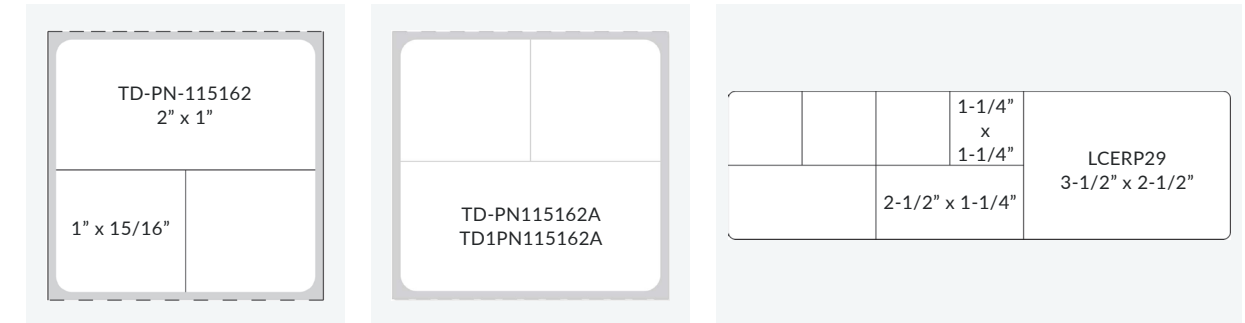 TD-PN-115162
2” x 1”
1” x 15/16”
TD-PN115162A
TD1PN115162A
1-1/4”
x
1-1/4”
2-1/2” x 1-1/4”
LCERP29
3-1/2” x 2-1/2”